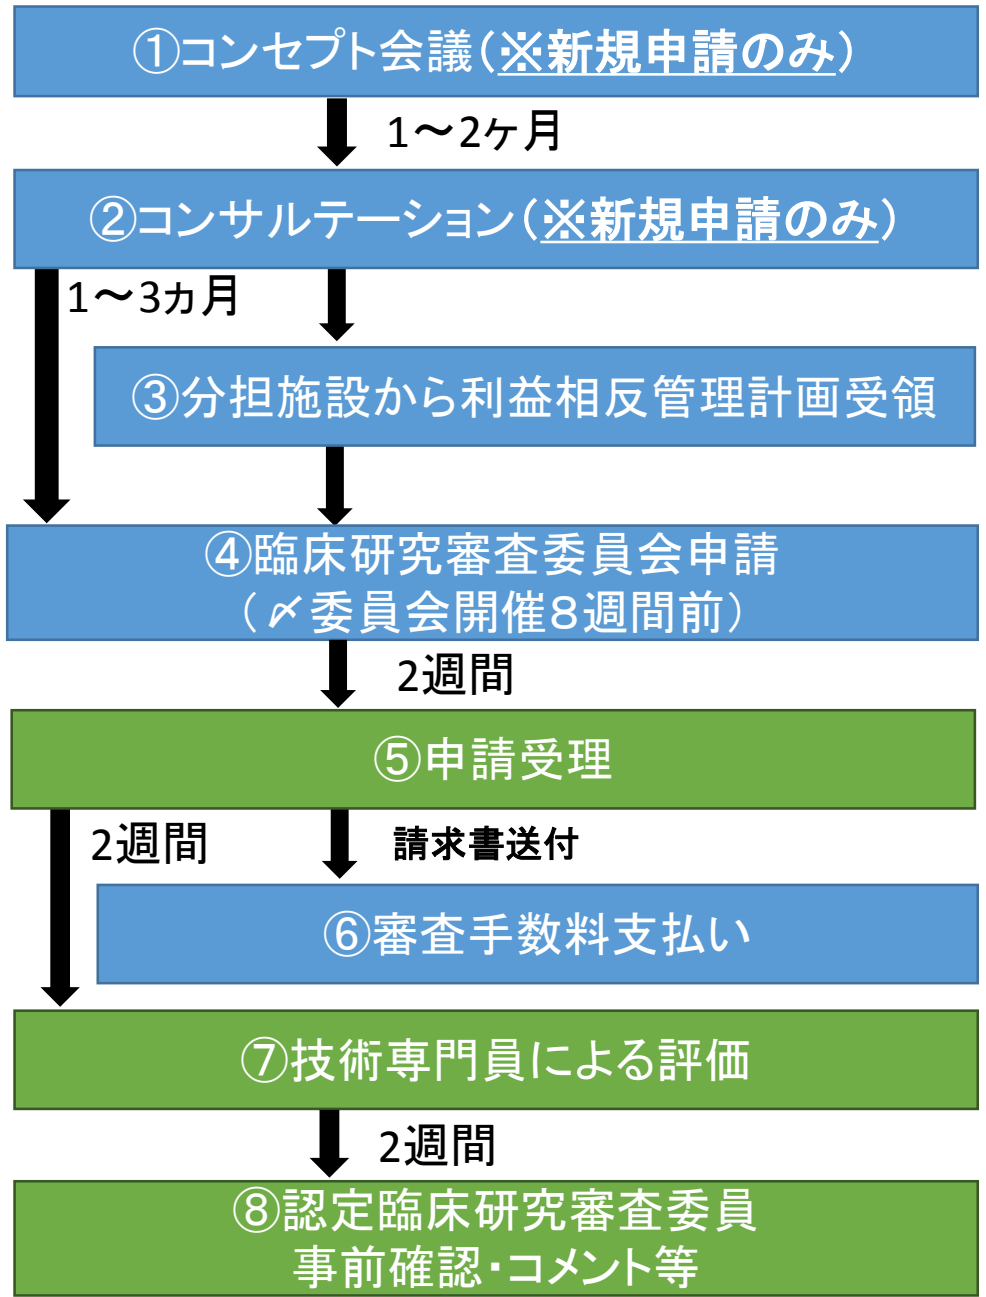 ①コンセプト会議(※新規申請のみ)
1～2ヶ月
②コンサルテーション(※新規申請のみ)
1～3カ月
③分担施設から利益相反管理計画受領
④臨床研究審査委員会申請
(〆委員会開催８週間前)
2週間
⑤申請受理
2週間
請求書送付
⑥審査手数料支払い
⑦技術専門員による評価
2週間
⑧認定臨床研究審査委員
事前確認・コメント等